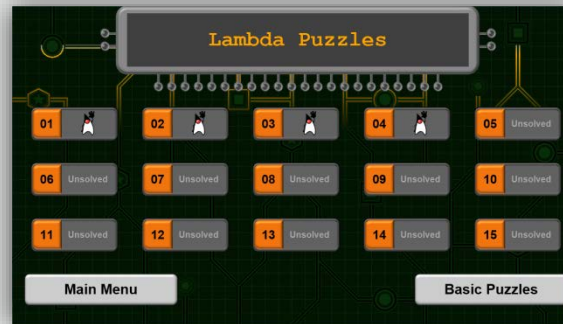 Lambda Puzzles
01 02 03 04 05 Unsolved
06 Unsolved 07 Unsolved 08 Unsolved 09 Unsolved 10 Unsolved
11 Unsolved 12 Unsolved 13 Unsolved 14 Unsolved 15 Unsolved
Main Menu Basic Puzzles